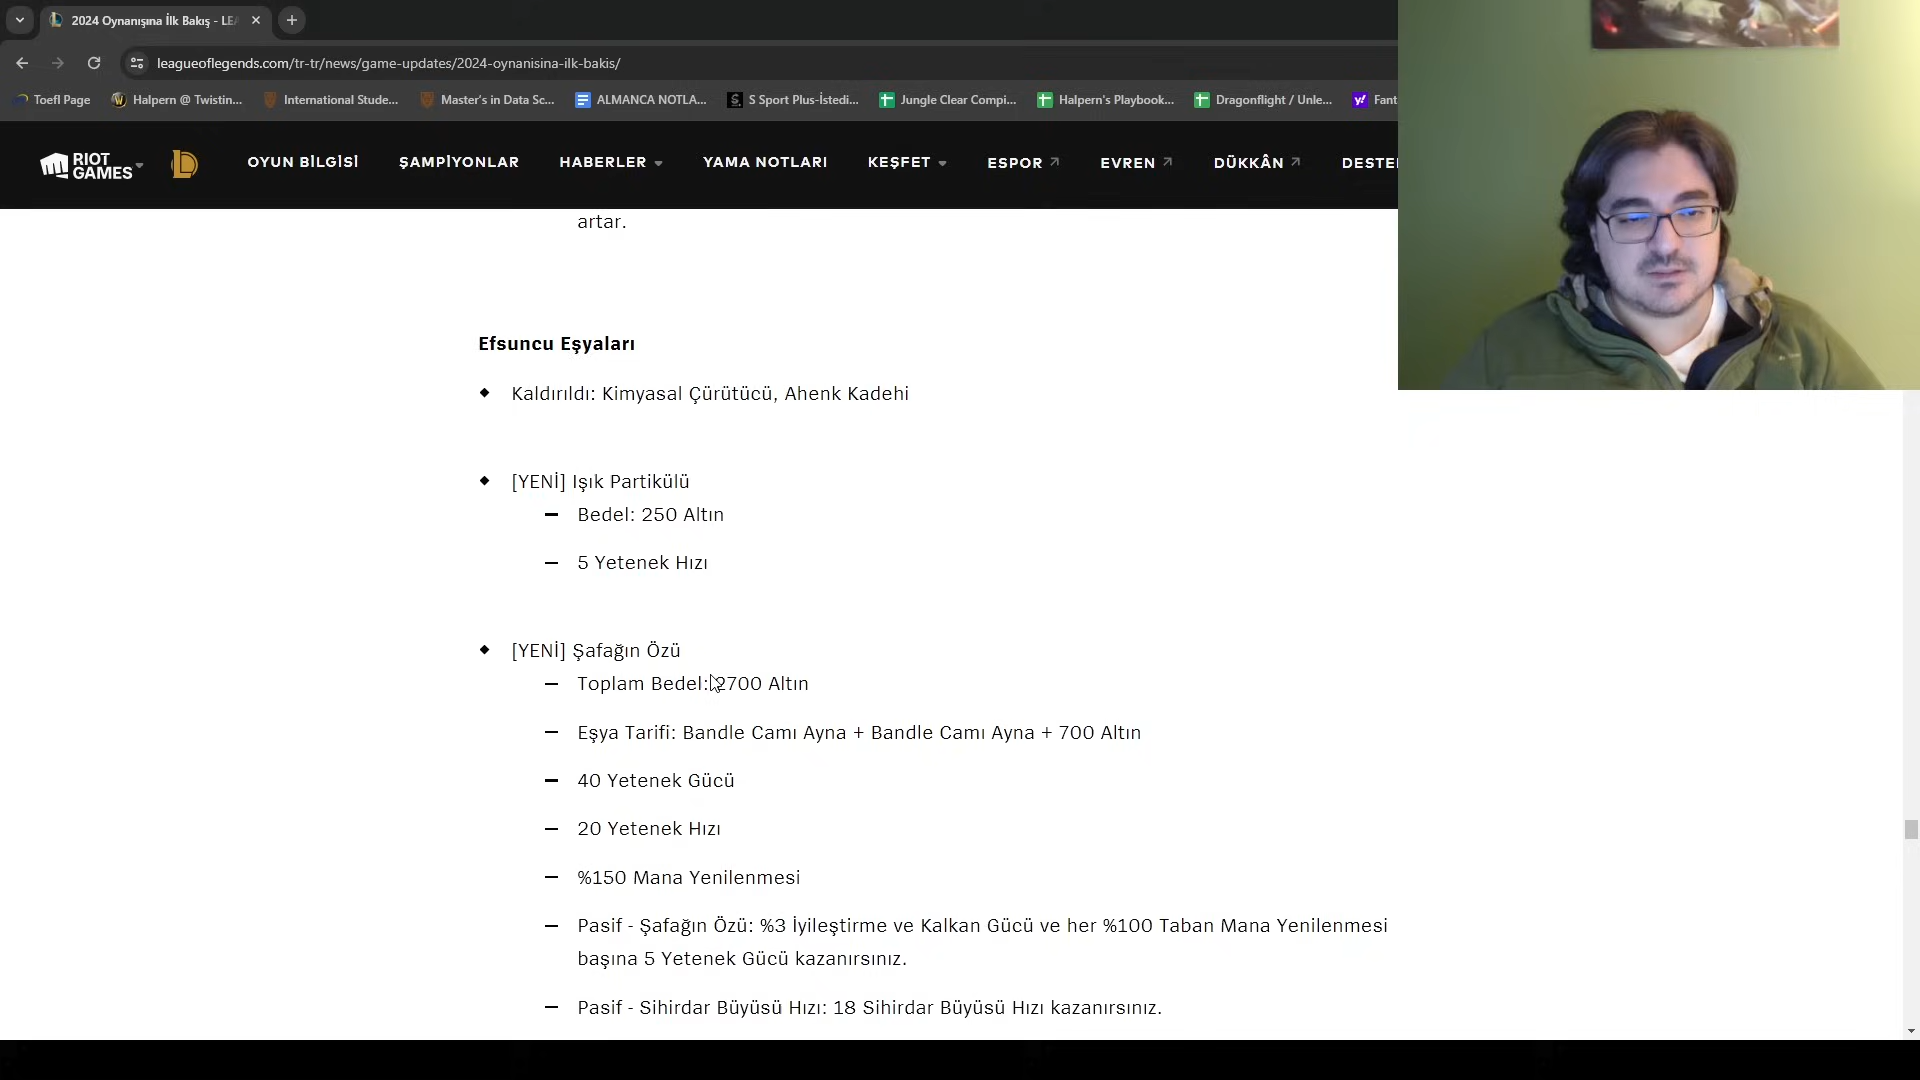 2024 Oynanışına İlk Bakış - LEA
leagueoflegends.com/tr-tr/news/game-updates/2024-oynanisina-ilk-bakis/
Toefl Page
Halpern @ Twistin...
International Stude...
Master's in Data Sc...
ALMANCA NOTLA...
S Sport Plus-İstedi...
Jungle Clear Compi...
Halpern's Playbook...
Dragonflight / Unle...
Fant
RIOT
GAMES
OYUN BİLGİSİ
ŞAMPİYONLAR
HABERLER
YAMA NOTLARI
KEŞFET
ESPOR
EVREN
DÜKKÂN
DESTE
artar.
Efsuncu Eşyaları
Kaldırıldı: Kimyasal Çürütücü, Ahenk Kadehi
[YENİ] Işık Partikülü
Bedel: 250 Altın
5 Yetenek Hızı
[YENİ] Şafağın Özü
Toplam Bedel: 2700 Altın
Eşya Tarifi: Bandle Camı Ayna + Bandle Camı Ayna + 700 Altın
40 Yetenek Gücü
20 Yetenek Hızı
%150 Mana Yenilenmesi
Pasif - Şafağın Özü: %3 İyileştirme ve Kalkan Gücü ve her %100 Taban Mana Yenilenmesi
başına 5 Yetenek Gücü kazanırsınız.
Pasif - Sihirdar Büyüsü Hızı: 18 Sihirdar Büyüsü Hızı kazanırsınız.